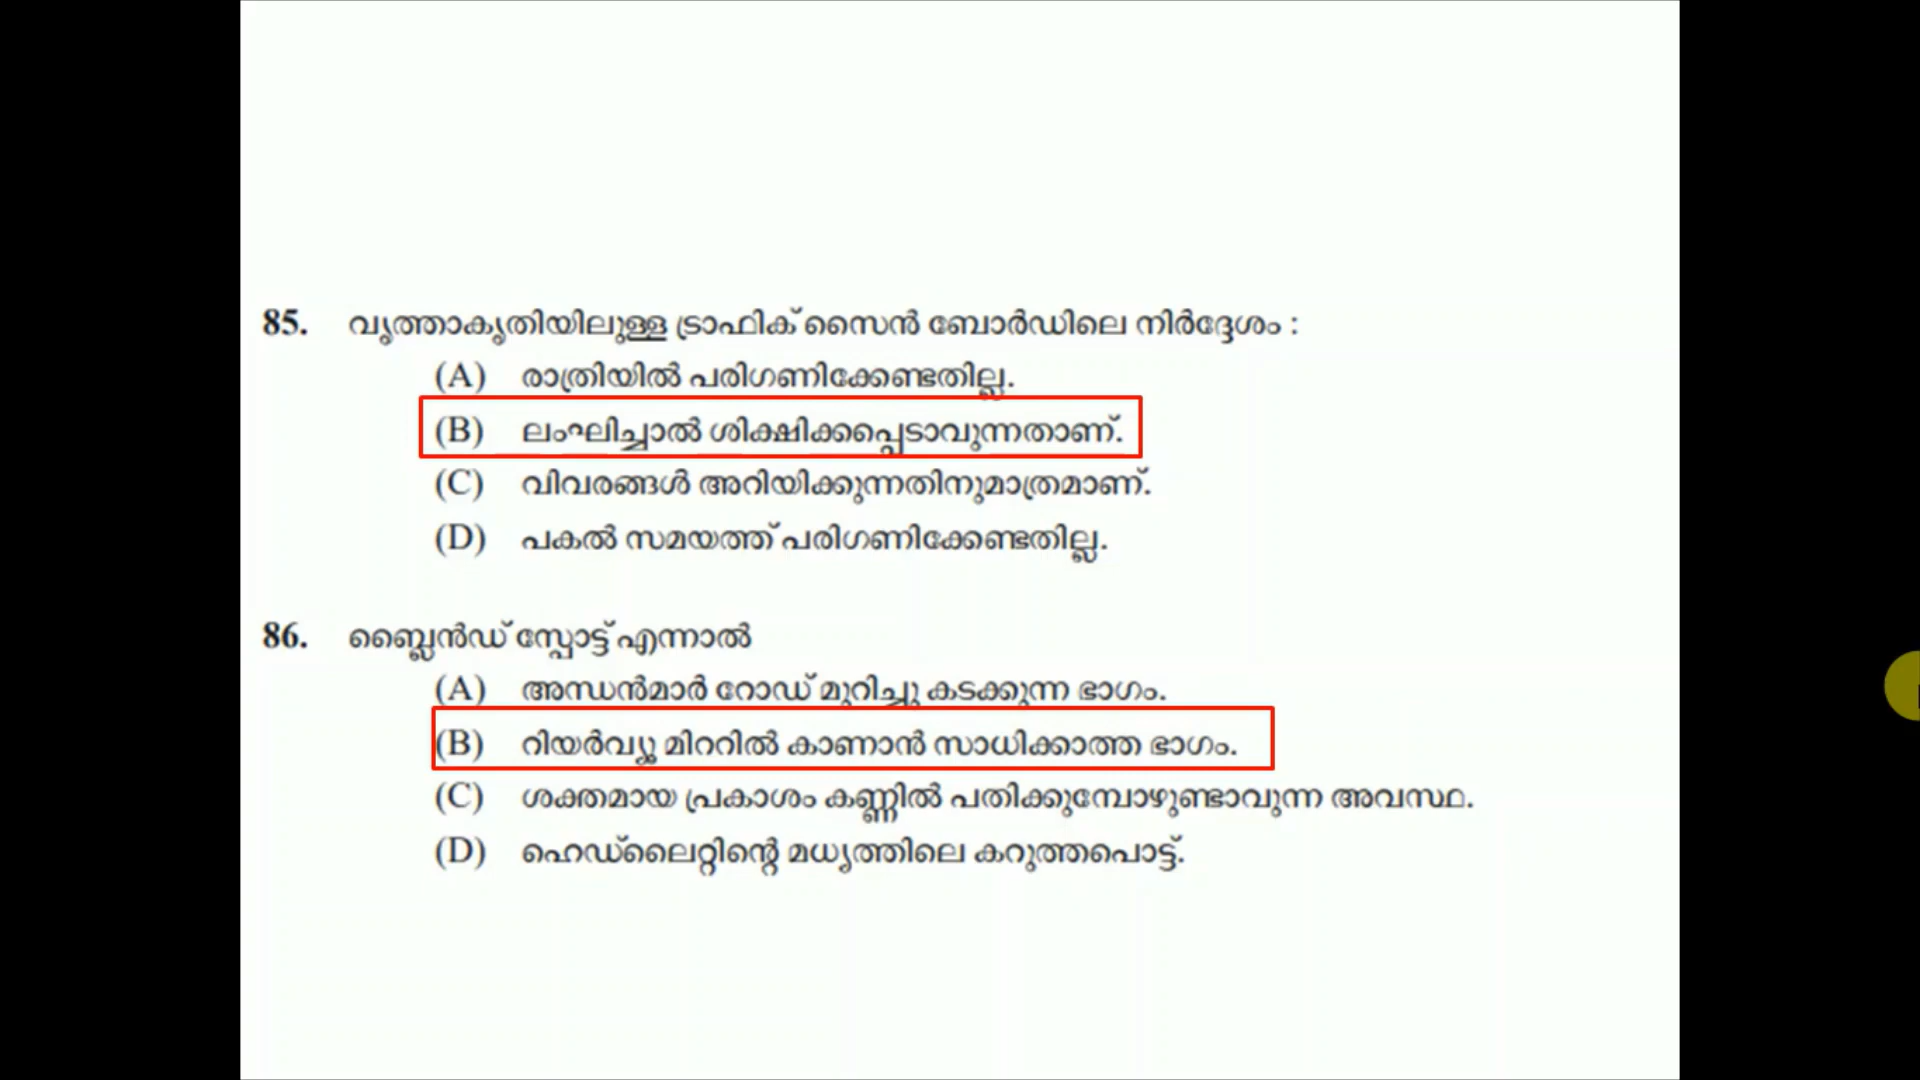 85. വൃത്താകൃതിയിലുള്ള ട്രാഫിക് സൈൻ ബോർഡിലെ നിർദ്ദേശം :
(A) രാത്രിയിൽ പരിഗണിക്കേണ്ടതില്ല.
(B) ലംഘിച്ചാൽ ശിക്ഷിക്കപ്പെടാവുന്നതാണ്.
(C) വിവരങ്ങൾ അറിയിക്കുന്നതിനുമാത്രമാണ്.
(D) പകൽ സമയത്ത് പരിഗണിക്കേണ്ടതില്ല.
86. ബ്ലൈൻഡ് സ്പോട്ട് എന്നാൽ
(A) അന്ധൻമാർ റോഡ് മുറിച്ചു കടക്കുന്ന ഭാഗം.
(B) റിയർവ്യൂ മിററിൽ കാണാൻ സാധിക്കാത്ത ഭാഗം.
(C) ശക്തമായ പ്രകാശം കണ്ണിൽ പതിക്കുമ്പോഴുണ്ടാവുന്ന അവസ്ഥ.
(D) ഹെഡ്‌ലൈറ്റിന്റെ മധ്യത്തിലെ കറുത്തപൊട്ട്.